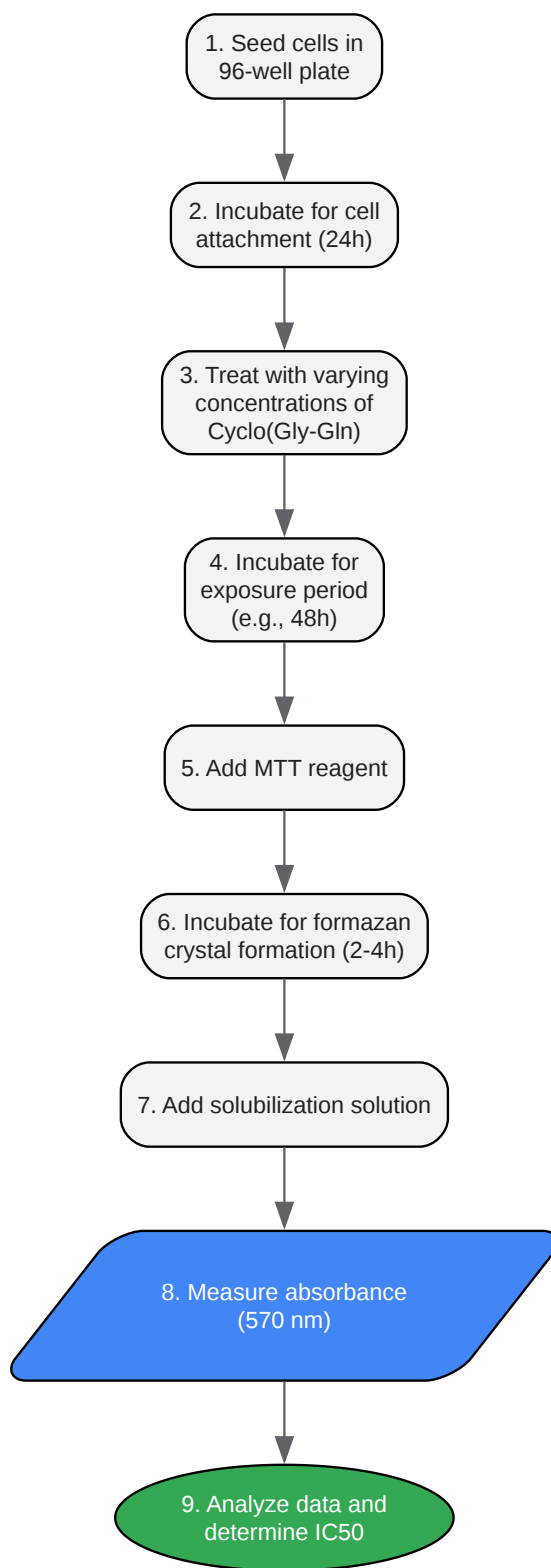 1. Seed cells in
96-well plate
2. Incubate for cell
attachment (24h)
3. Treat with varying
concentrations of
Cyclo(Gly-Gln)
4. Incubate for
exposure period
(e.g., 48h)
5. Add MTT reagent
6. Incubate for formazan
crystal formation (2-4h)
7. Add solubilization solution
8. Measure absorbance
(570 nm)
9. Analyze data and
determine IC50